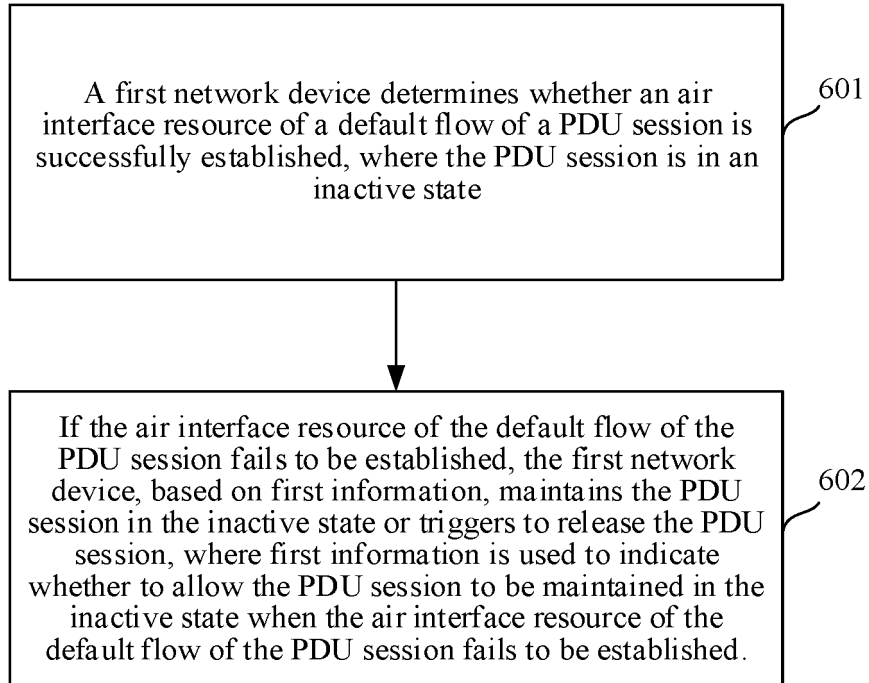 A first network device determines whether an air
interface resource of a default flow of a PDU session is
successfully established, where the PDU session is in an
inactive state
601
If the air interface resource of the default flow of the
PDU session fails to be established, the first network
device, based on first information, maintains the PDU
session in the inactive state or triggers to release the PDU
session, where first information is used to indicate
whether to allow the PDU session to be maintained in the
inactive state when the air interface resource of the
default flow of the PDU session fails to be established.
602